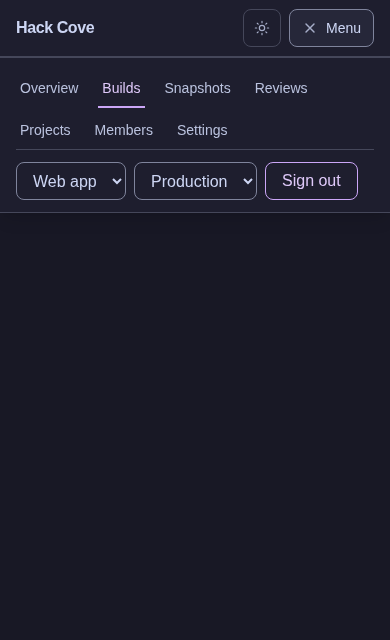 Hack Cove
Menu
Overview Builds Snapshots Reviews
Projects Members Settings
Web app Production Sign out